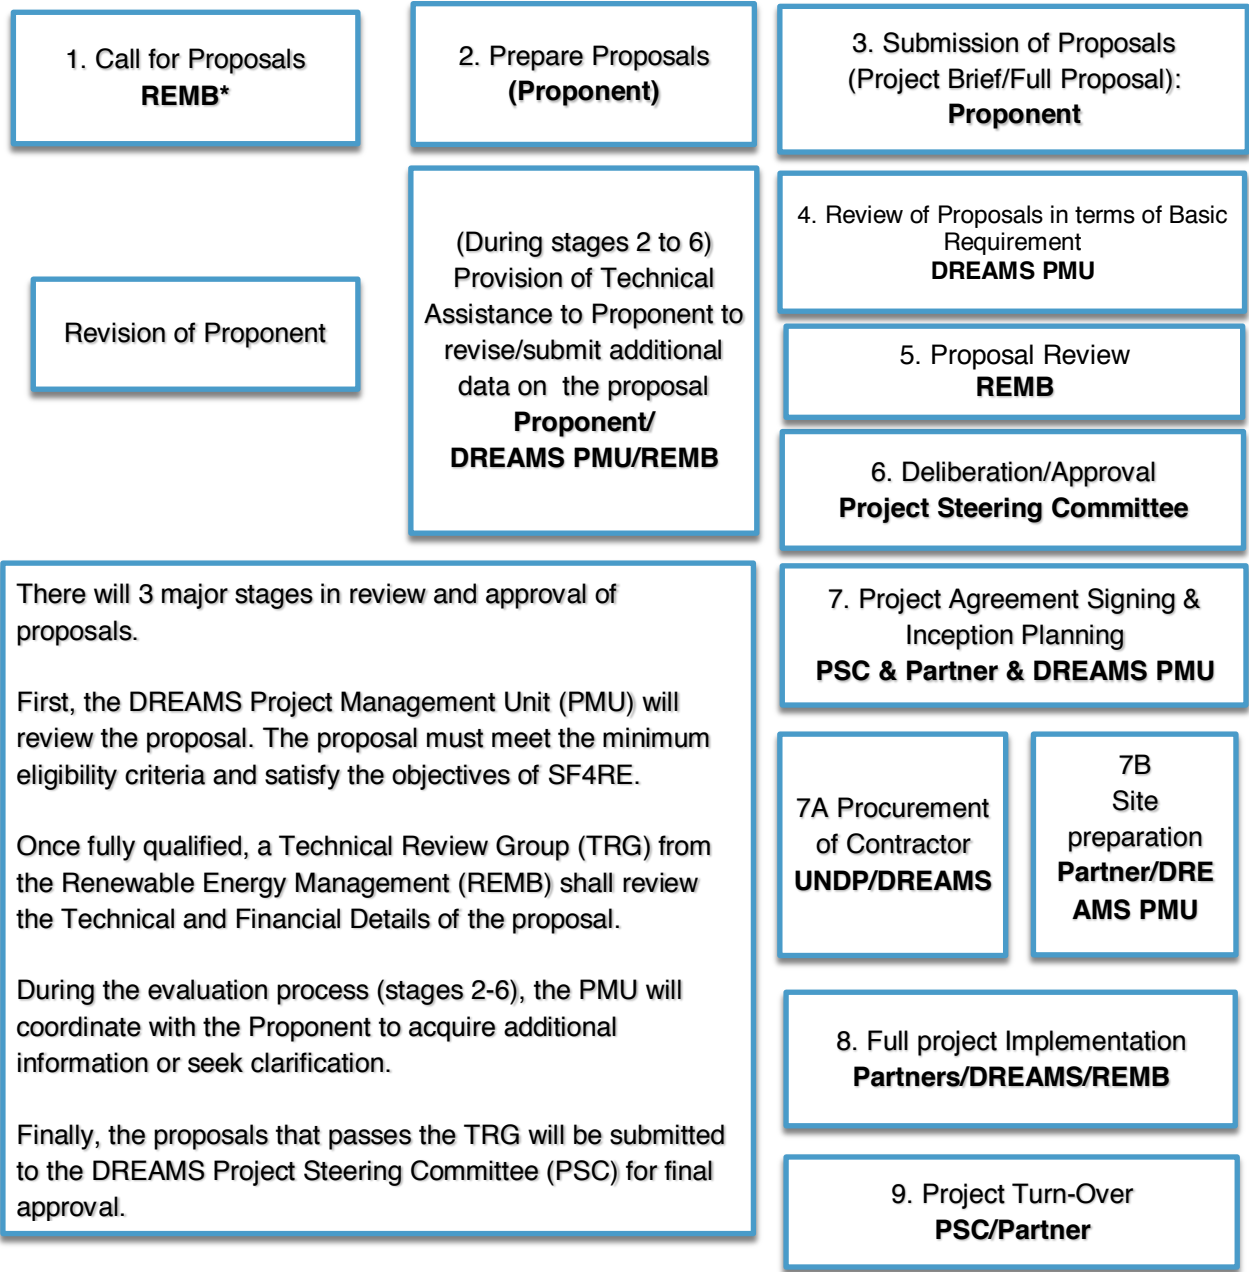 1. Call for Proposals
REMB*
2. Prepare Proposals
(Proponent)
3. Submission of Proposals
(Project Brief/Full Proposal):
Proponent
(During stages 2 to 6)
Provision of Technical
Assistance to Proponent to
revise/submit additional
data on the proposal
Proponent/
DREAMS PMU/REMB
4. Review of Proposals in terms of Basic
Requirement
DREAMS PMU
Revision of Proponent
5. Proposal Review
REMB
6. Deliberation/Approval
Project Steering Committee
There will 3 major stages in review and approval of
proposals.
First, the DREAMS Project Management Unit (PMU) will
review the proposal. The proposal must meet the minimum
eligibility criteria and satisfy the objectives of SF4RE.
Once fully qualified, a Technical Review Group (TRG) from
the Renewable Energy Management (REMB) shall review
the Technical and Financial Details of the proposal.
During the evaluation process (stages 2-6), the PMU will
coordinate with the Proponent to acquire additional
information or seek clarification.
Finally, the proposals that passes the TRG will be submitted
to the DREAMS Project Steering Committee (PSC) for final
approval.
7. Project Agreement Signing &
Inception Planning
PSC & Partner & DREAMS PMU
7A Procurement
of Contractor
UNDP/DREAMS
7B
Site
preparation
Partner/DRE
AMS PMU
8. Full project Implementation
Partners/DREAMS/REMB
9. Project Turn-Over
PSC/Partner